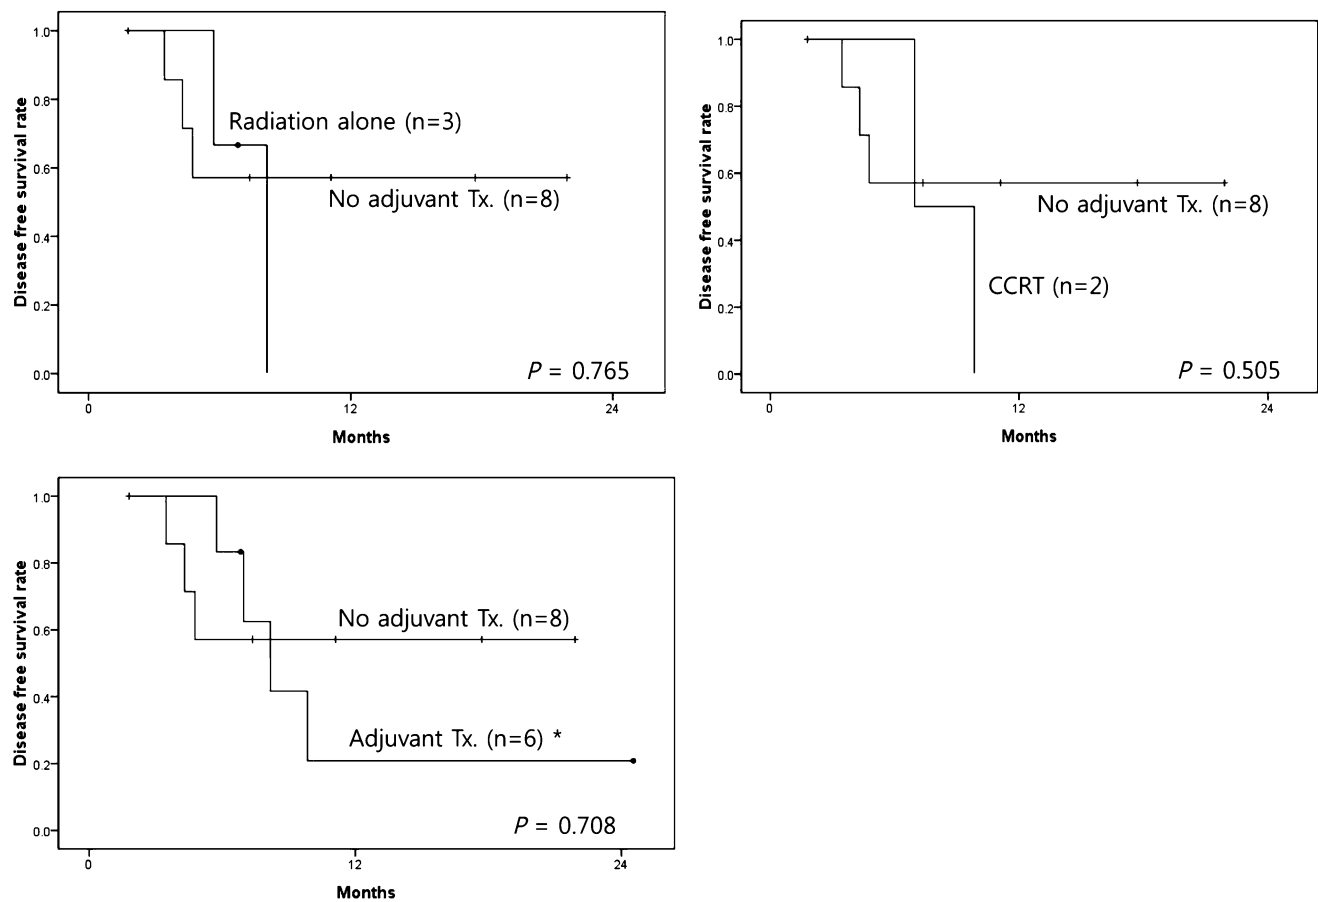 Disease free survival rate
1.0
0.8
0.6
0.4
0.2
0.0
Radiation alone (n=3)
No adjuvant Tx. (n=8)
P = 0.765
0 12 24
Months
Disease free survival rate
1.0
0.8
0.6
0.4
0.2
0.0
No adjuvant Tx. (n=8)
CCRT (n=2)
P = 0.505
0 12 24
Months
Disease free survival rate
1.0
0.8
0.6
0.4
0.2
0.0
No adjuvant Tx. (n=8)
Adjuvant Tx. (n=6) *
P = 0.708
0 12 24
Months